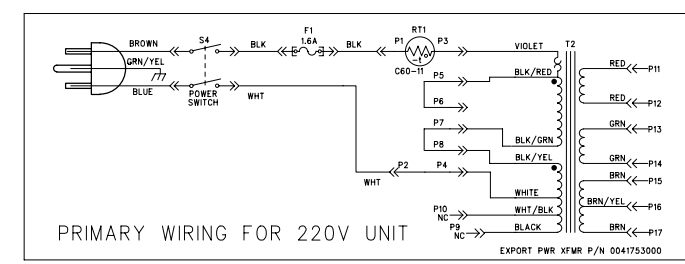 F1
1.6A
S4
RT1
T2
BROWN
BLK
BLK
P1
P3
VIOLET
-t
C60-11
GRN/YEL
BLUE
POWER
SWITCH
WHT
P5
BLK/RED
P6
P7
BLK/GRN
P8
BLK/YEL
P2
P4
WHT
WHITE
P10
NC
WHT/BLK
P9
NC
BLACK
RED
P11
RED
P12
GRN
P13
GRN
P14
BRN
P15
BRN/YEL
P16
BRN
P17
PRIMARY WIRING FOR 220V UNIT
EXPORT PWR XFMR P/N 0041753000